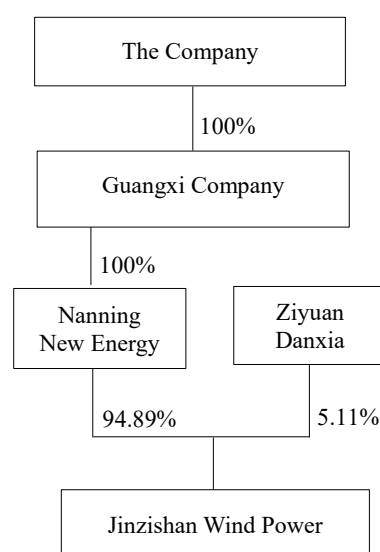 The Company
100%
Guangxi Company
100%
Nanning
New Energy
Ziyuan
Danxia
94.89%
5.11%
Jinzishan Wind Power